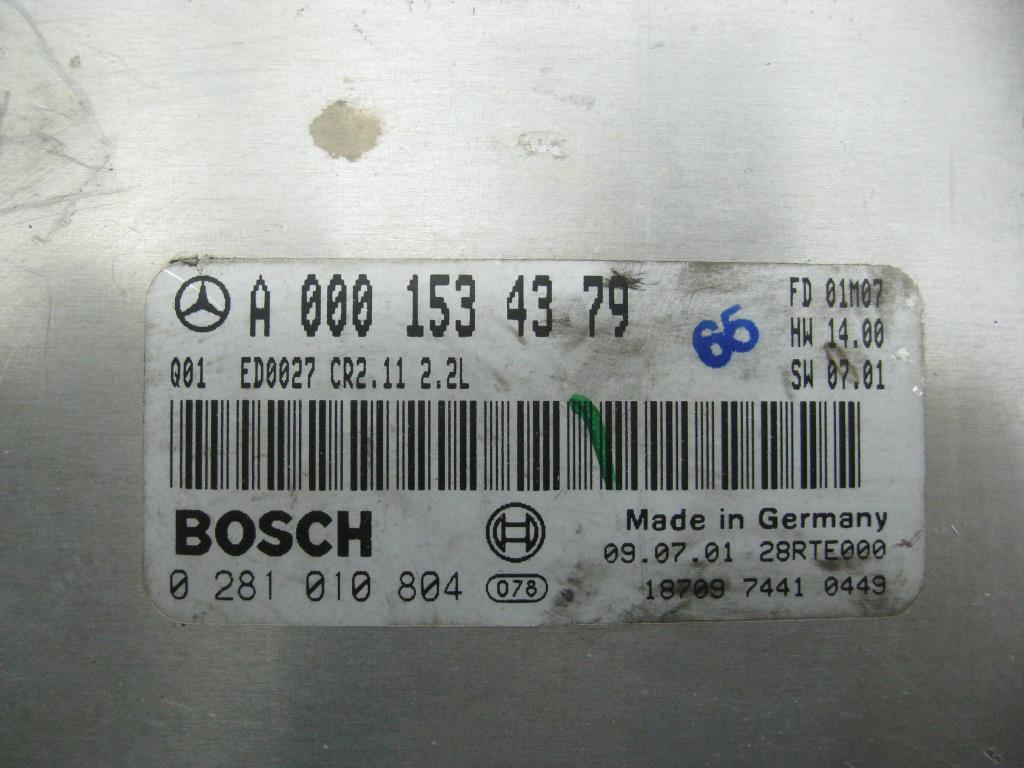 A 000 153 43 79
65
FD 01M07
HW 14.00
SW 07.01
Q01 ED0027 CR2.11 2.2L
BOSCH
Made in Germany
09.07.01 28RTE000
0 281 010 804 078
18709 7441 0449